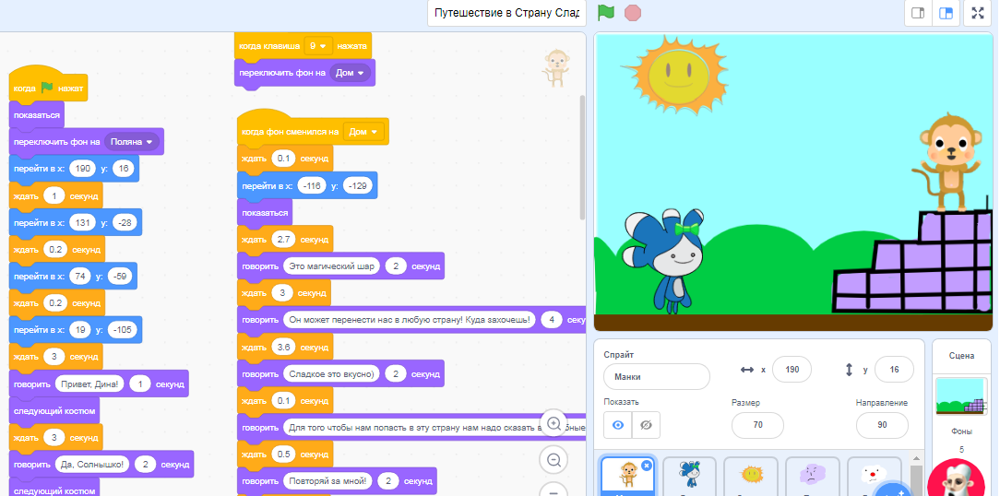 Путешествие в Страну Слад
когда клавиша 9 нажата
переключить фон на Дом
когда нажат
показаться
переключить фон на Поляна
перейти в x: 190 y: 16
ждать 1 секунд
перейти в x: 131 y: -28
ждать 0.2 секунд
перейти в x: 74 y: -59
ждать 0.2 секунд
перейти в x: 19 y: -105
ждать 3 секунд
говорить Привет, Дина! 1 секунд
следующий костюм
ждать 3 секунд
говорить Да, Солнышко! 2 секунд
следующий костюм
когда фон сменился на Дом
ждать 0.1 секунд
перейти в x: -116 y: -129
показаться
ждать 2.7 секунд
говорить Это магический шар 2 секунд
ждать 3 секунд
говорить Он может перенести нас в любую страну! Куда захочешь! 4 секу
ждать 3.6 секунд
говорить Сладкое это вкусно) 2 секунд
ждать 0.1 секунд
говорить Для того чтобы нам попасть в эту страну нам надо сказать в
ждать 0.5 секунд
говорить Повторяй за мной! 2 секунд
Спрайт
Манки
x 190
y 16
Показать
Размер
70
Направление
90
Сцена
Фоны
5